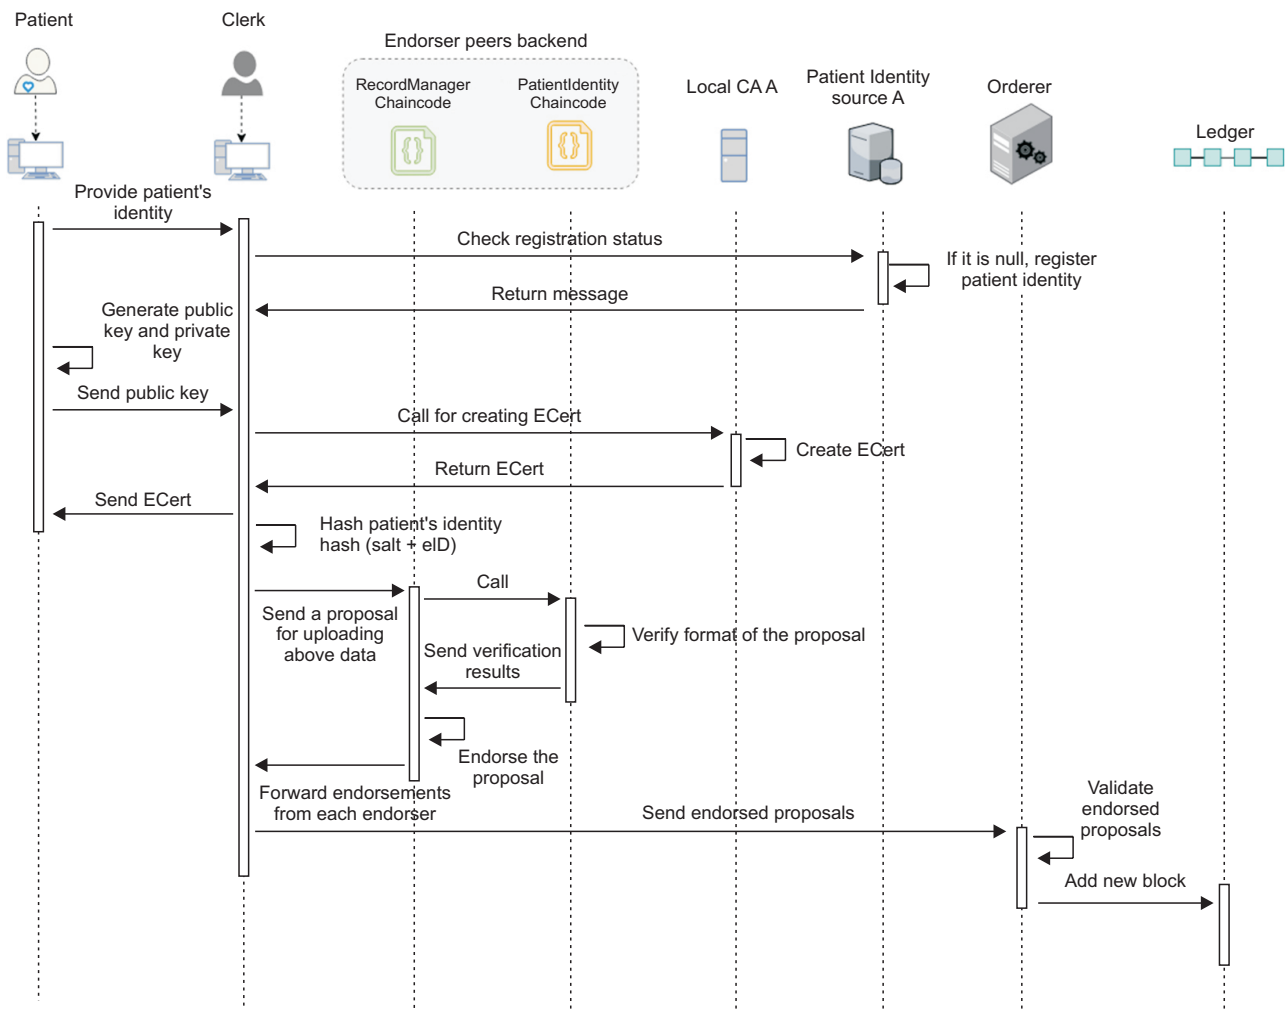 Patient
Clerk
Endorser peers backend
RecordManager
Chaincode
PatientIdentity
Chaincode
Local CA A
Patient Identity
source A
Orderer
Ledger
Provide patient's
identity
Check registration status
If it is null, register
patient identity
Return message
Generate public
key and private
key
Send public key
Call for creating ECert
Create ECert
Return ECert
Send ECert
Hash patient's identity
hash (salt + eID)
Call
Send a proposal
for uploading
above data
Verify format of the proposal
Send verification
results
Endorse the
proposal
Forward endorsements
from each endorser
Send endorsed proposals
Validate
endorsed
proposals
Add new block